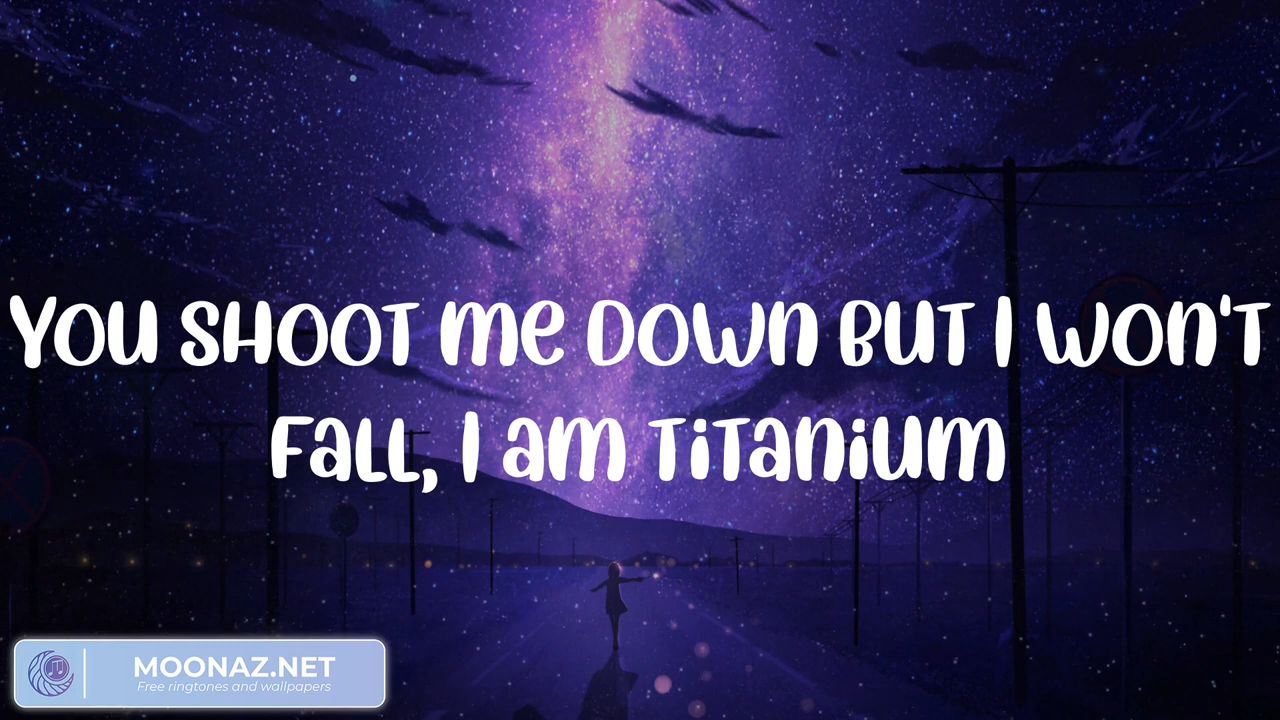 You shoot me down but I won't
fall, I am titanium
MOONAZ.NET
Free ringtones and wallpapers